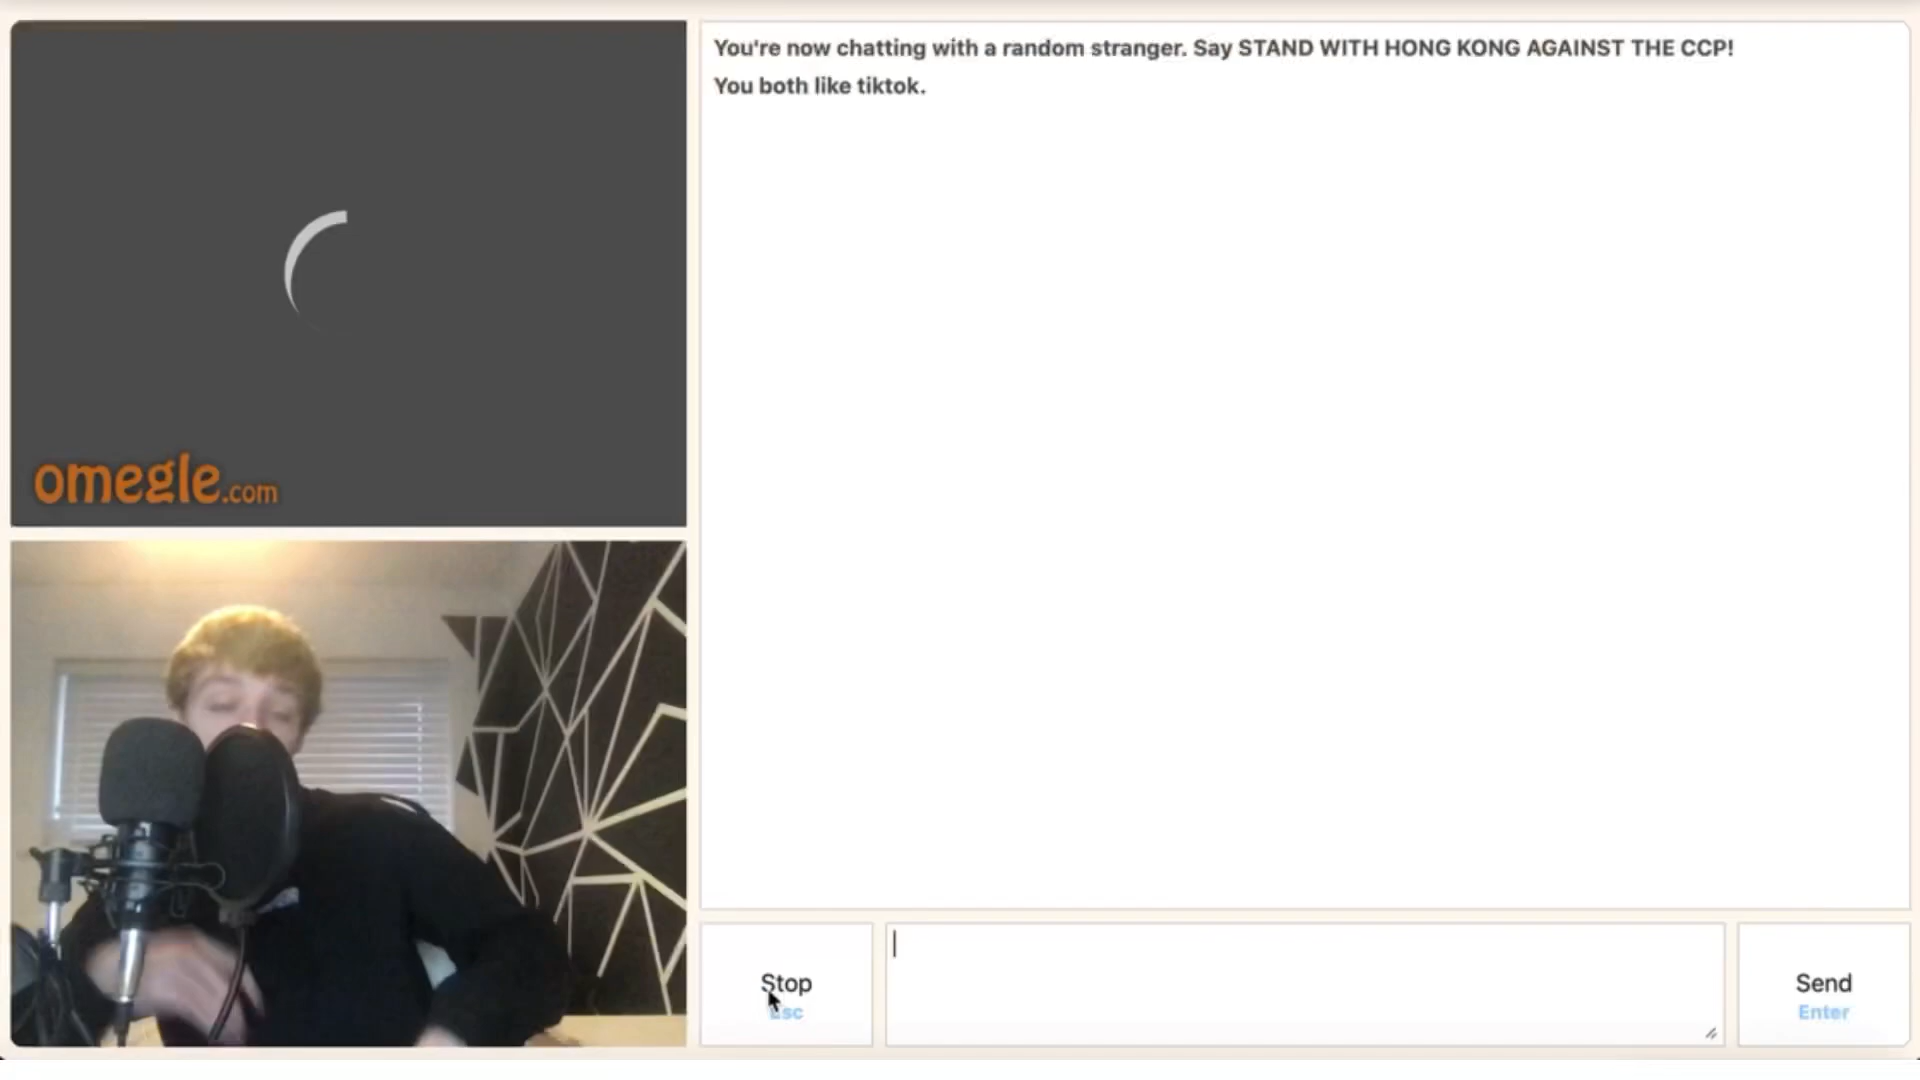 You're now chatting with a random stranger. Say STAND WITH HONG KONG AGAINST THE CCP!
You both like tiktok.
omegle.com
Stop
Esc
Send
Enter